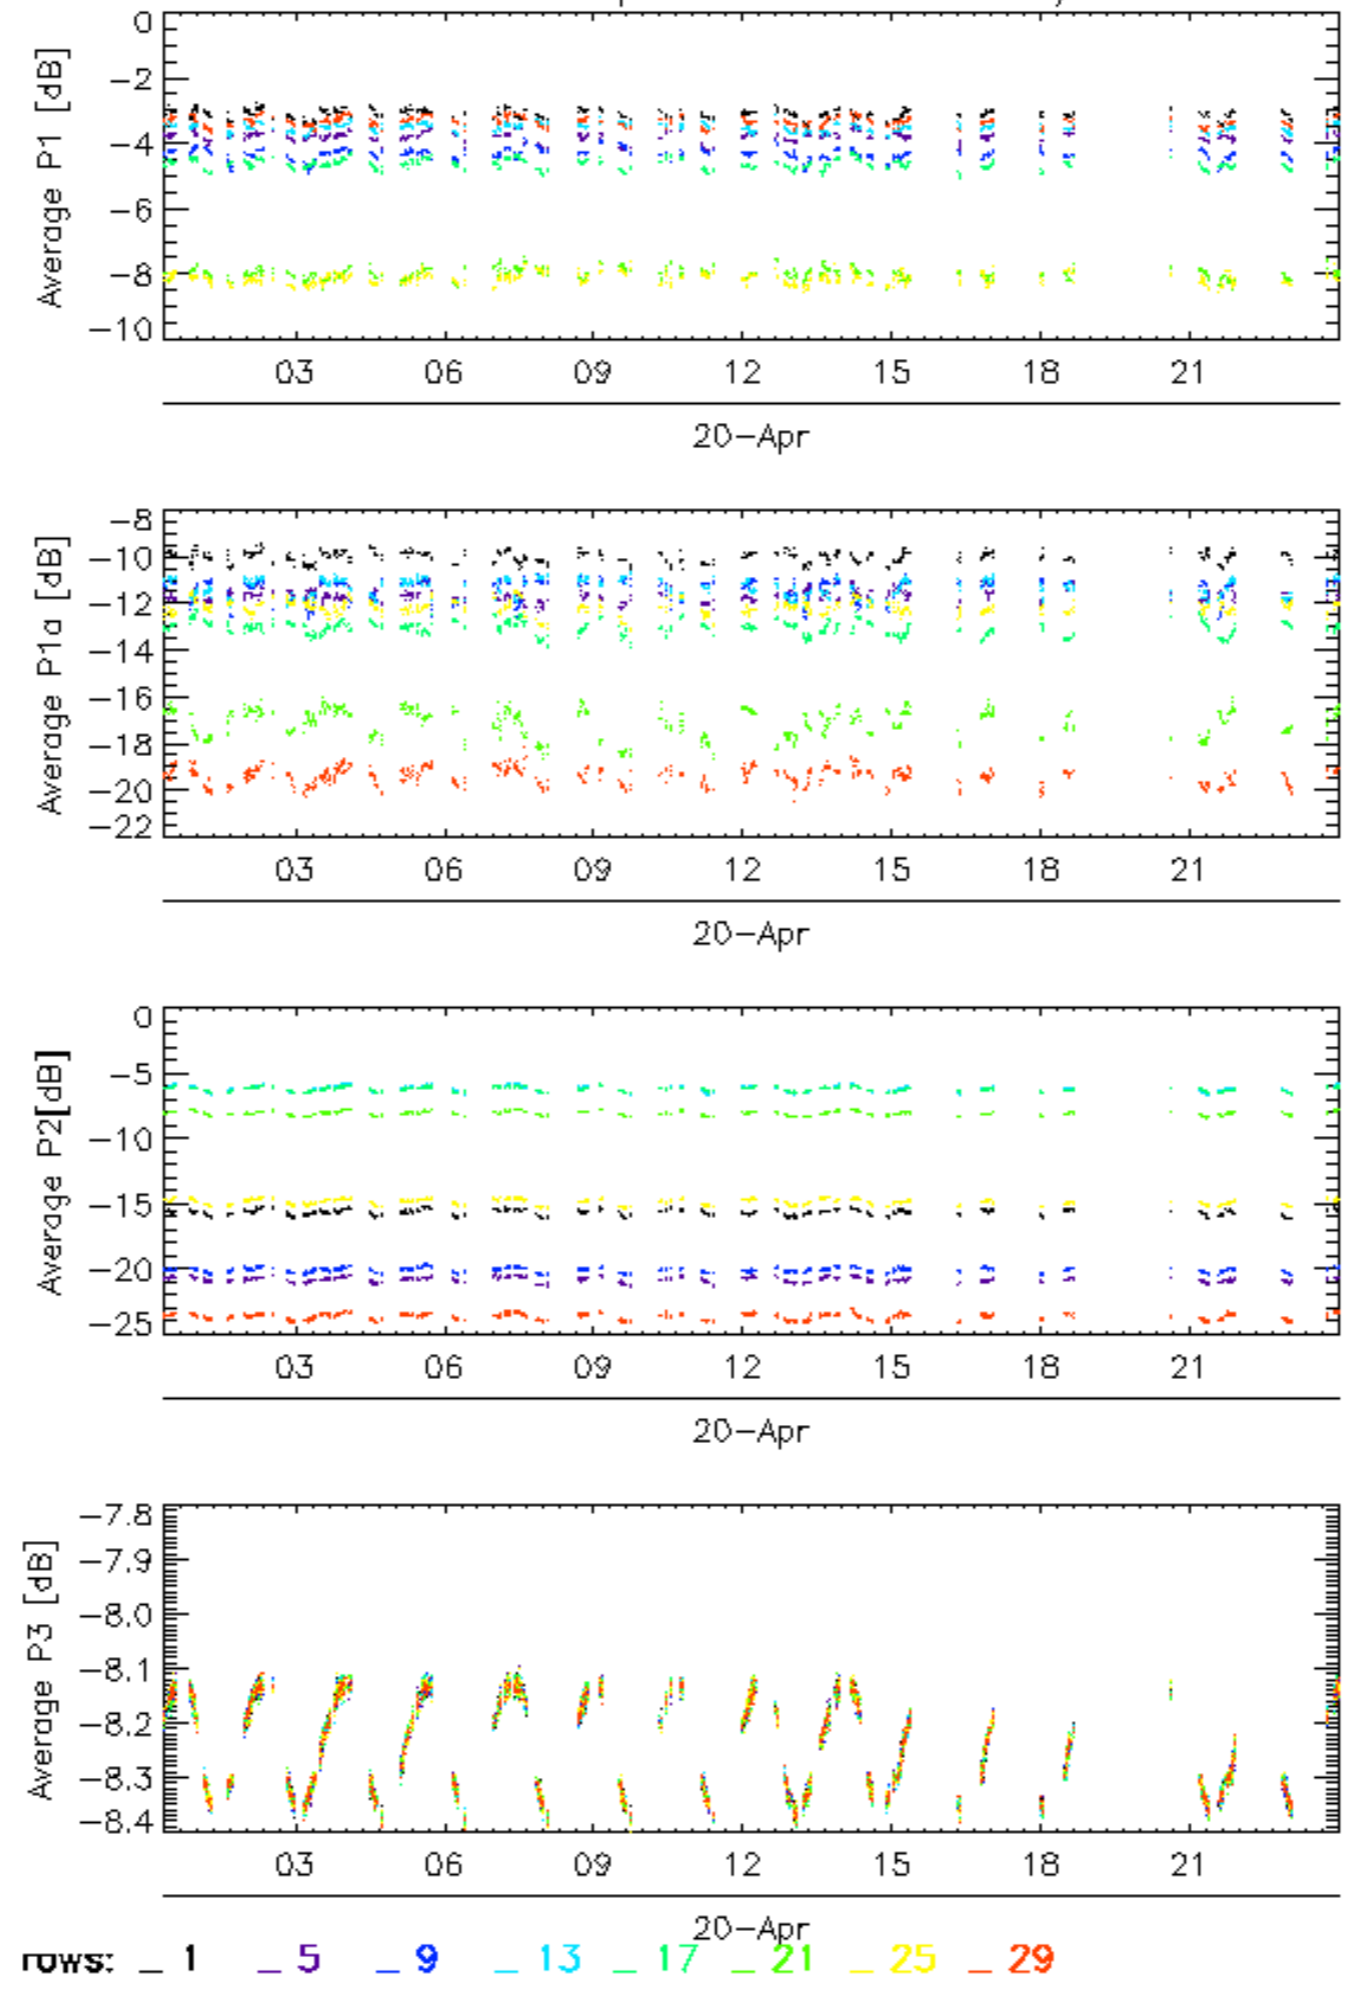 0
−2
−4
−6
−8
−10
Average P1 [dB]
03 06 09 12 15 18 21
20−Apr
−8
−10
−12
−14
−16
−18
−20
−22
Average P1a [dB]
03 06 09 12 15 18 21
20−Apr
0
−5
−10
−15
−20
−25
Average P2[dB]
03 06 09 12 15 18 21
20−Apr
−7.8
−7.9
−8.0
−8.1
−8.2
−8.3
−8.4
Average P3 [dB]
03 06 09 12 15 18 21
20−Apr
rows: _ 1 _ 5 _ 9 _ 13 _ 17 _ 21 _ 25 _ 29